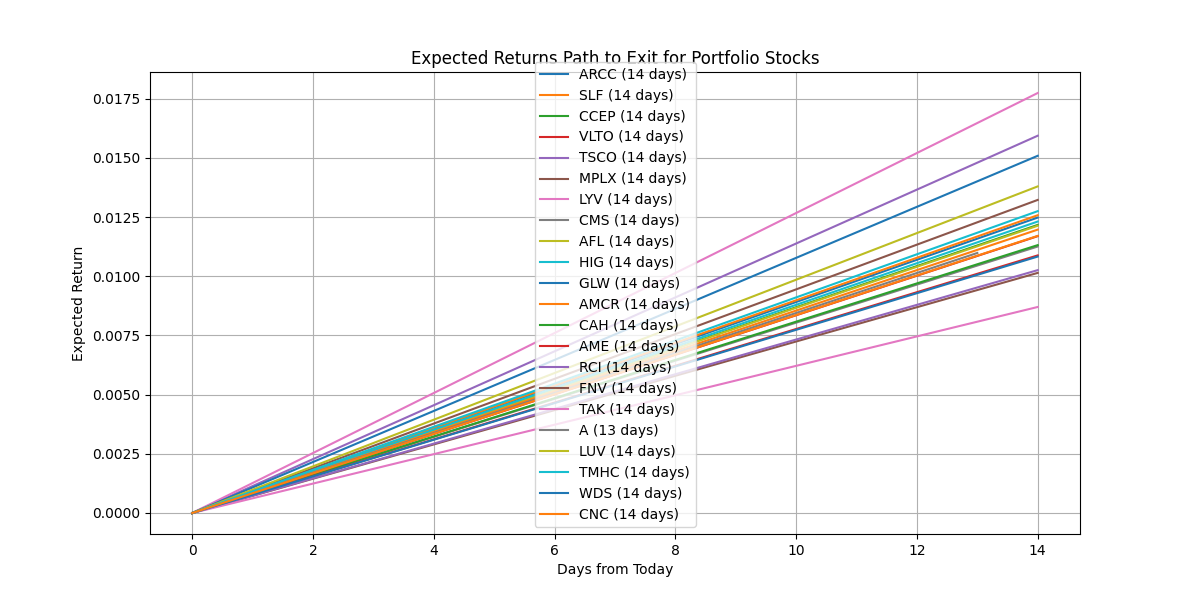 Expected Returns Path to Exit for Portfolio Stocks
ARCC (14 days)
SLF (14 days)
CCEP (14 days)
VLTO (14 days)
TSCO (14 days)
MPLX (14 days)
LYV (14 days)
CMS (14 days)
AFL (14 days)
HIG (14 days)
GLW (14 days)
AMCR (14 days)
CAH (14 days)
AME (14 days)
RCI (14 days)
FNV (14 days)
TAK (14 days)
A (13 days)
LUV (14 days)
TMHC (14 days)
WDS (14 days)
CNC (14 days)
Expected Return
0.0175
0.0150
0.0125
0.0100
0.0075
0.0050
0.0025
0.0000
0 2 4 6 8 10 12 14
Days from Today